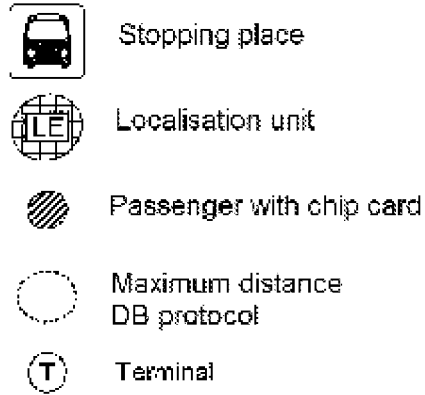 Stopping place
LE Localisation unit
Passenger with chip card
Maximum distance
DB protocol
T Terminal